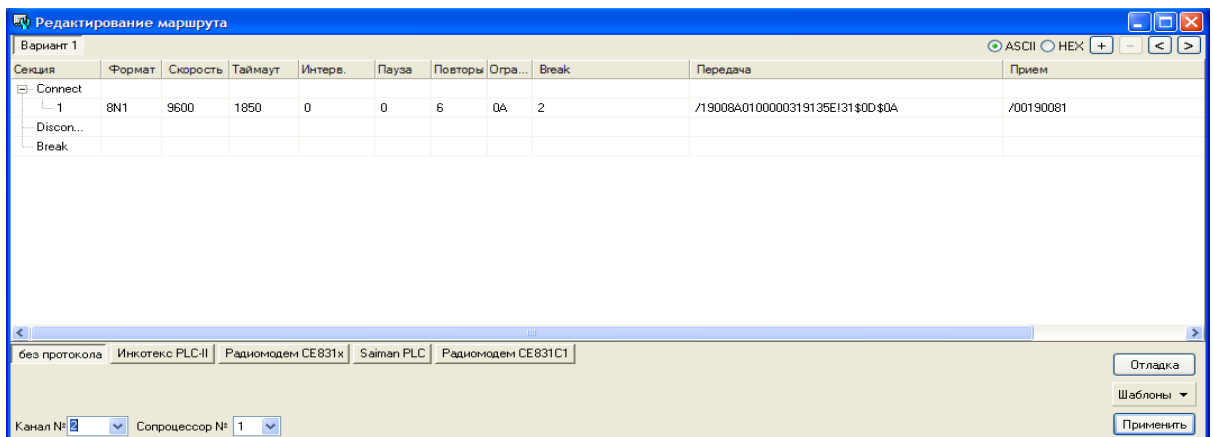 Редактирование маршрута
Вариант 1 ASCII HEX + − < >
Секция Формат Скорость Таймаут Интерв. Пауза Повторы Огра... Break Передача Прием
Connect
1 8N1 9600 1850 0 0 6 0A 2 /19008A0100000319135E!31$0D$0A /00190081
Discon...
Break
без протокола Инкотекс PLC-II Радиомодем CE831x Saiman PLC Радиомодем CE831C1
Отладка
Шаблоны
Канал № 2 Сопроцессор № 1 Применить